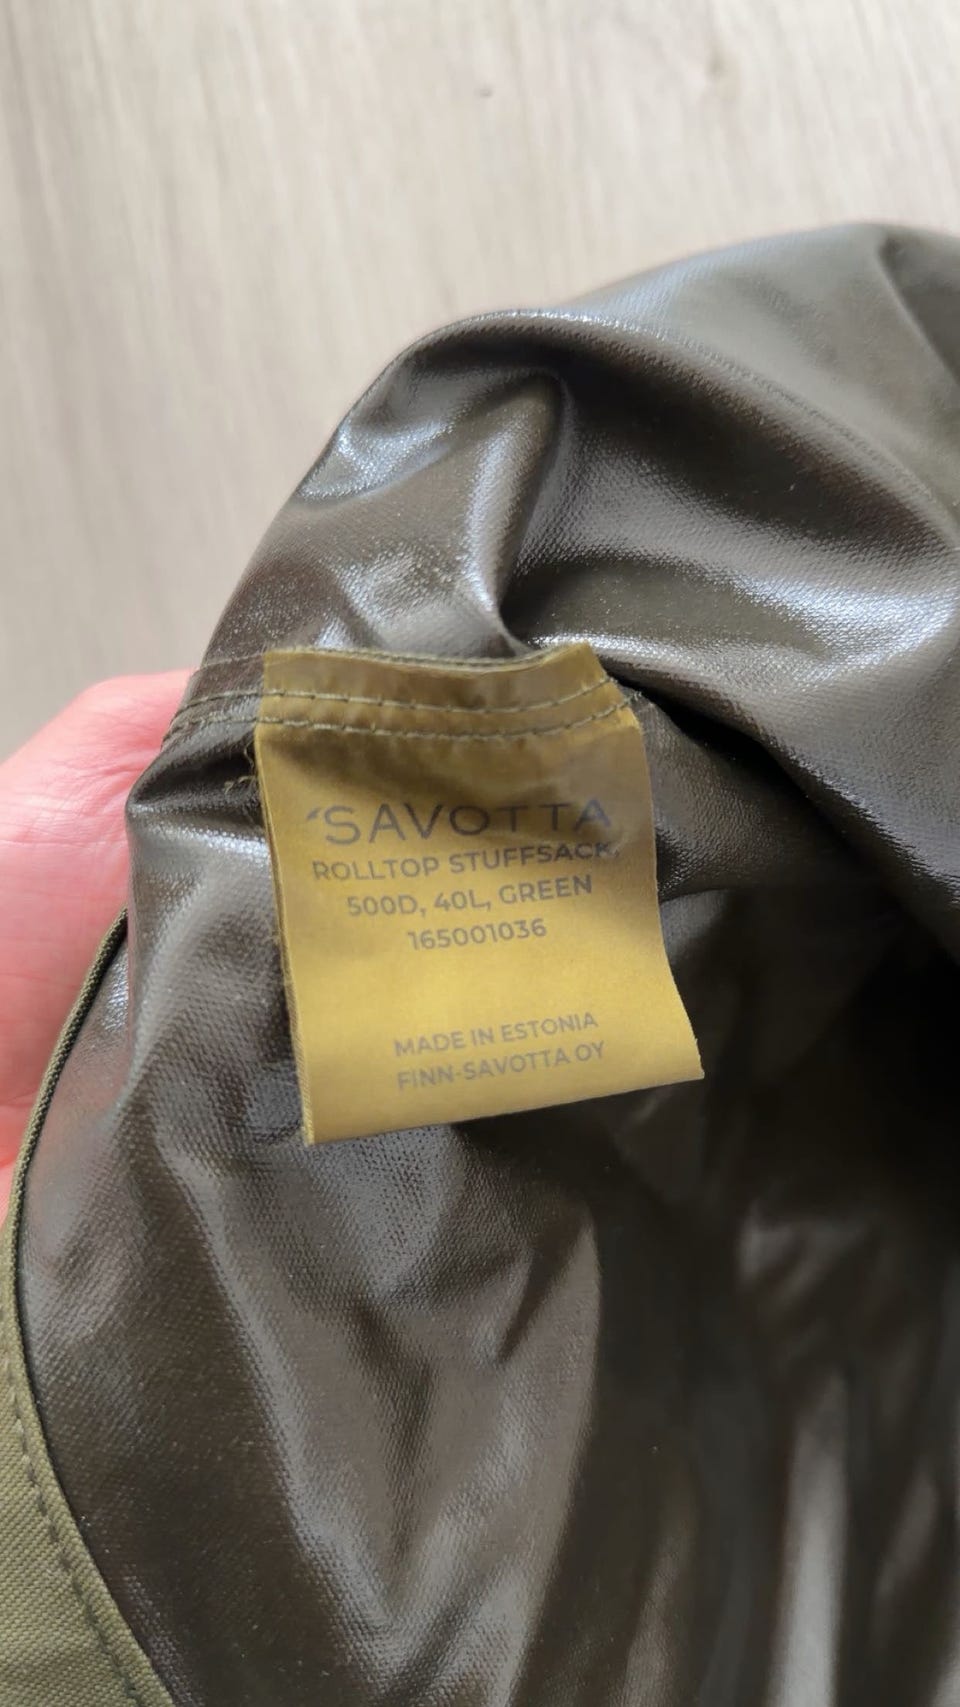 'SAVOTTA
ROLLTOP STUFFSACK,
500D, 40L, GREEN
165001036
MADE IN ESTONIA
FINN-SAVOTTA OY